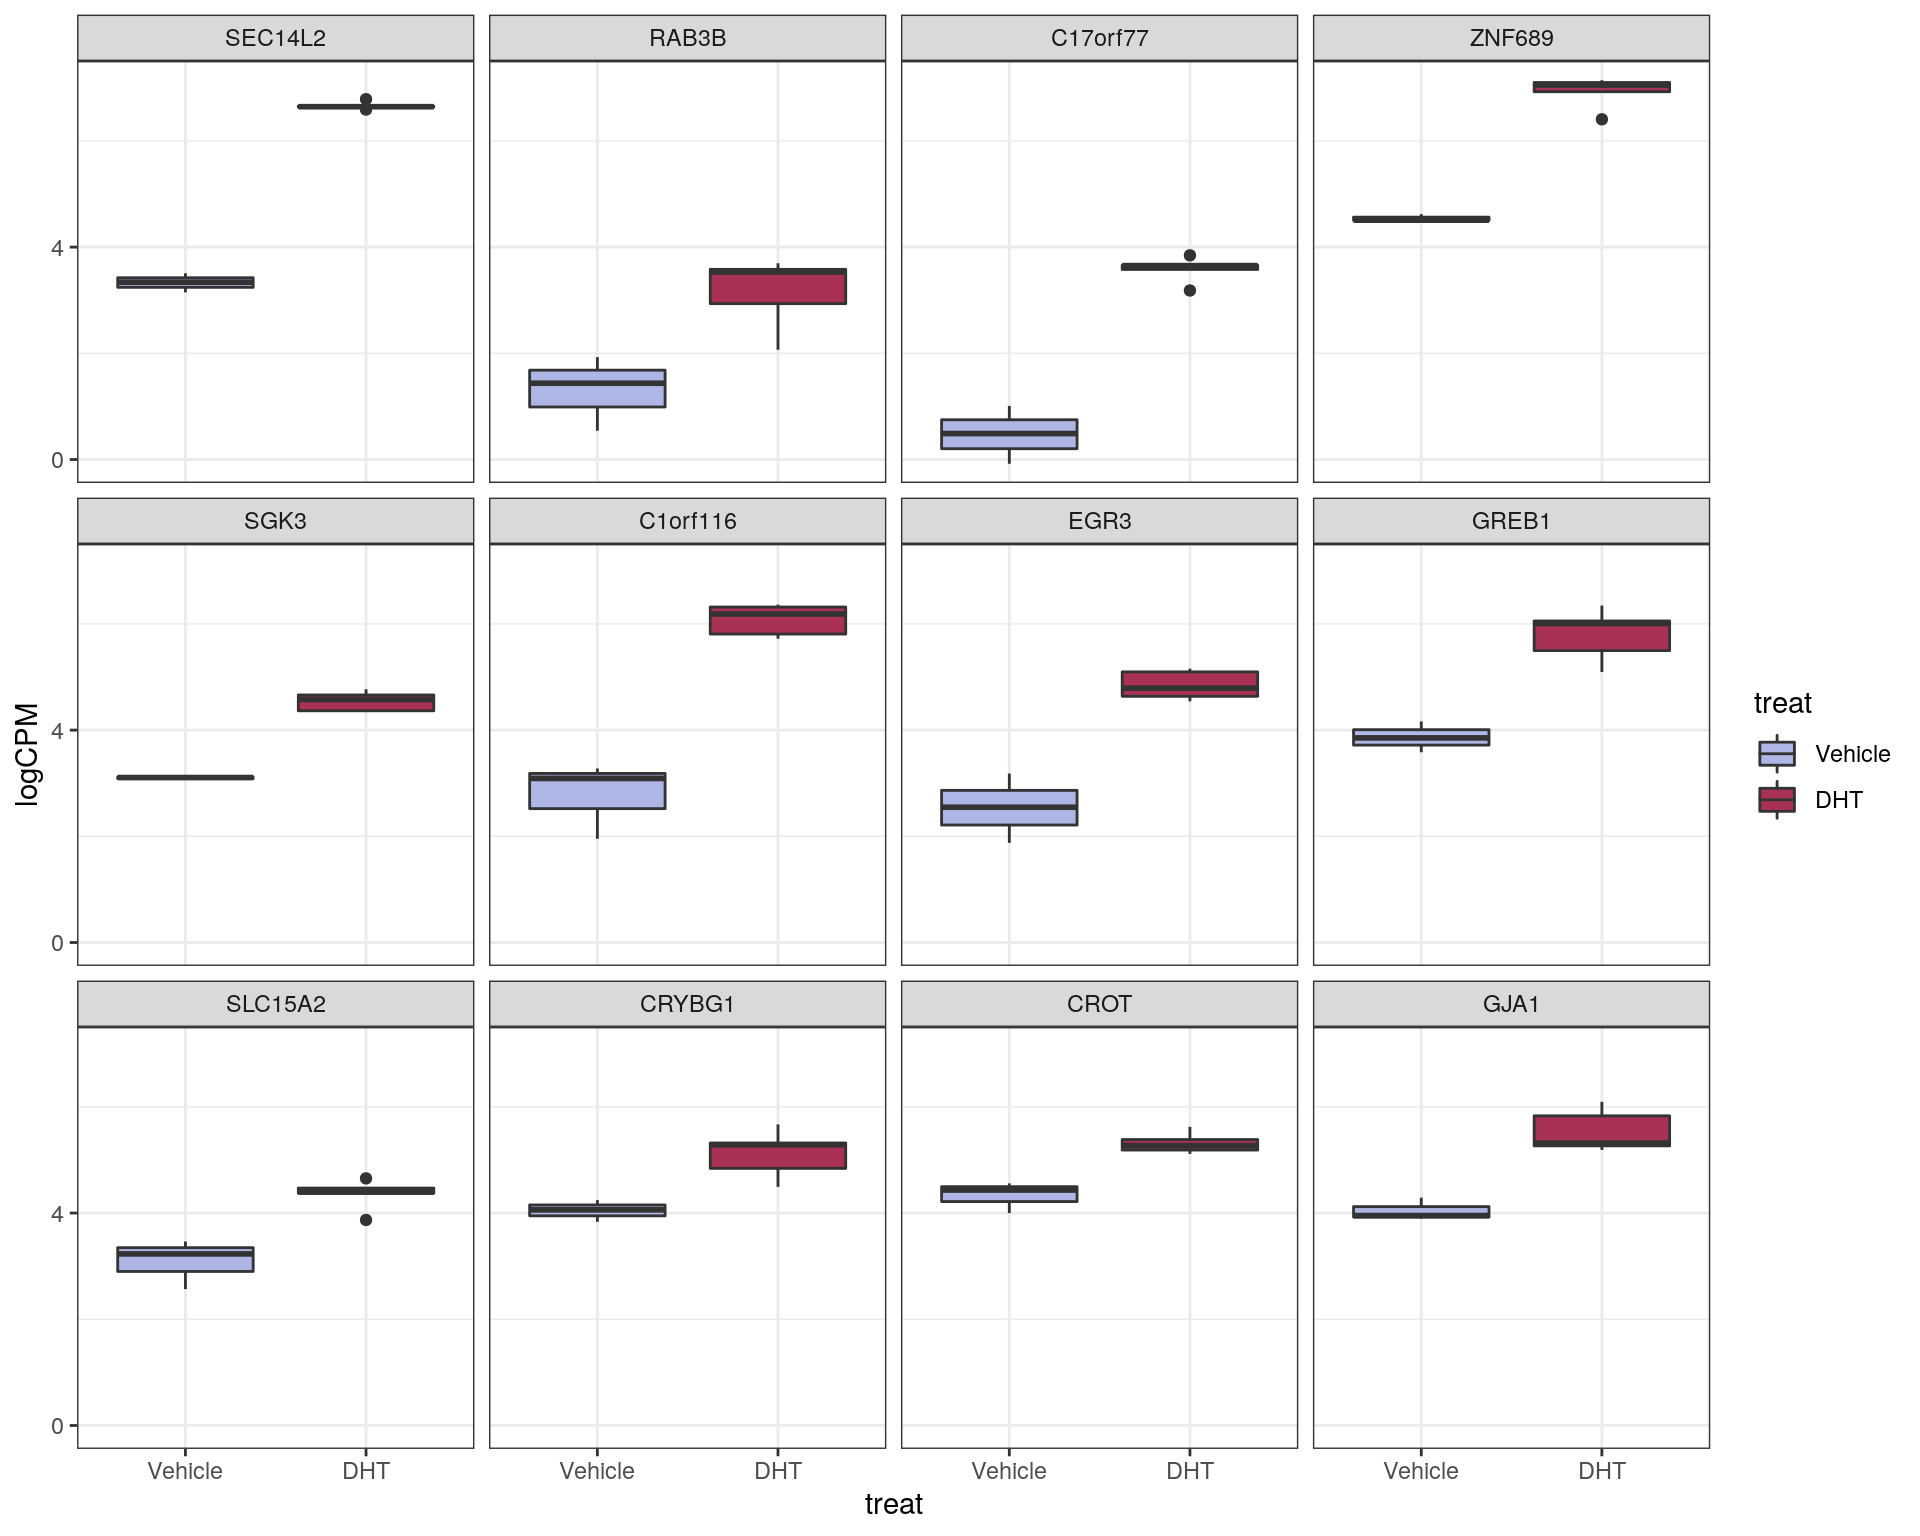 SEC14L2 RAB3B C17orf77 ZNF689
4
0
SGK3 C1orf116 EGR3 GREB1
4
0
logCPM
SLC15A2 CRYBG1 CROT GJA1
4
0
Vehicle DHT Vehicle DHT Vehicle DHT Vehicle DHT
treat
treat
Vehicle
DHT